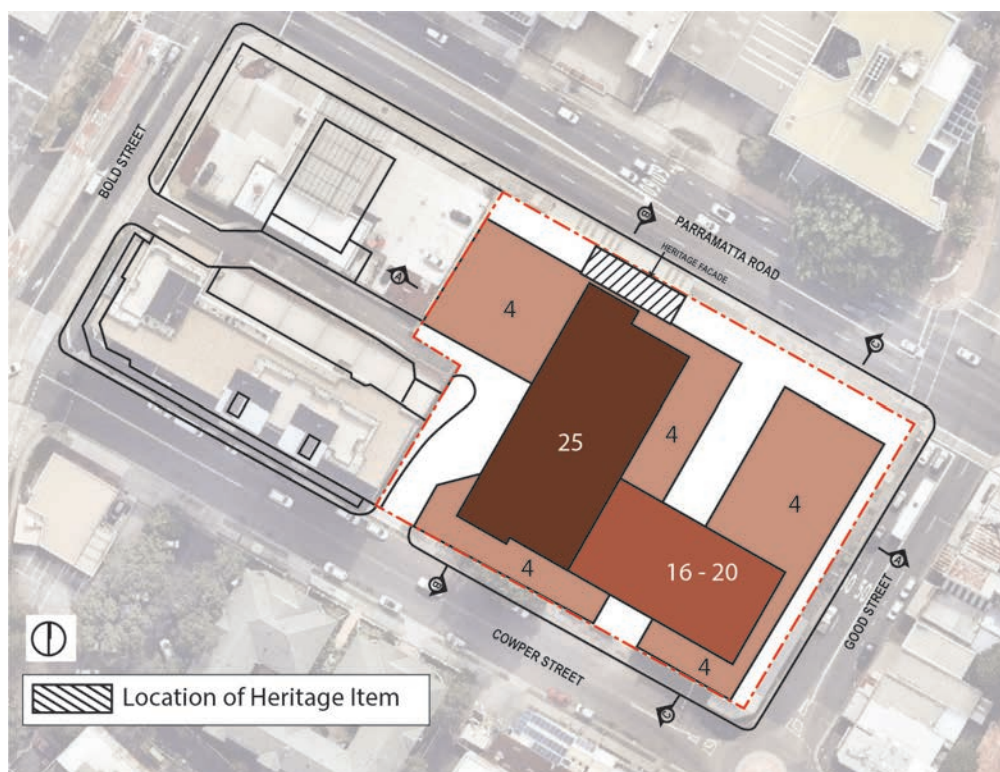 BOLD STREET
PARRAMATTA ROAD
HERITAGE FACADE
B
A
C
4
25
4
4
4
16 - 20
4
A
B
C
COWPER STREET
GOOD STREET
Location of Heritage Item